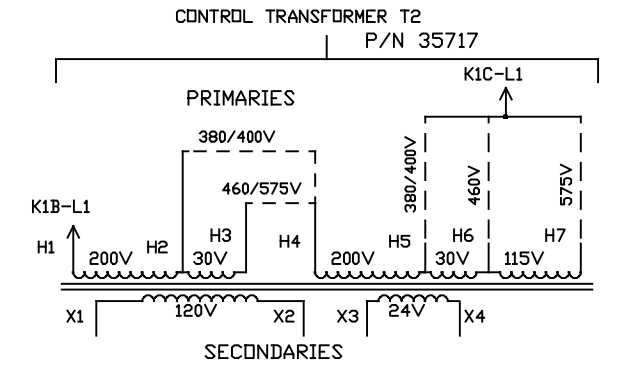 CONTROL TRANSFORMER T2
P/N 35717
K1C-L1
PRIMARIES
380/400V
460/575V
380/400V
460V
575V
K1B-L1
H1
H2
H3
H4
H5
H6
H7
200V
30V
200V
30V
115V
X1
120V
X2
X3
24V
X4
SECONDARIES